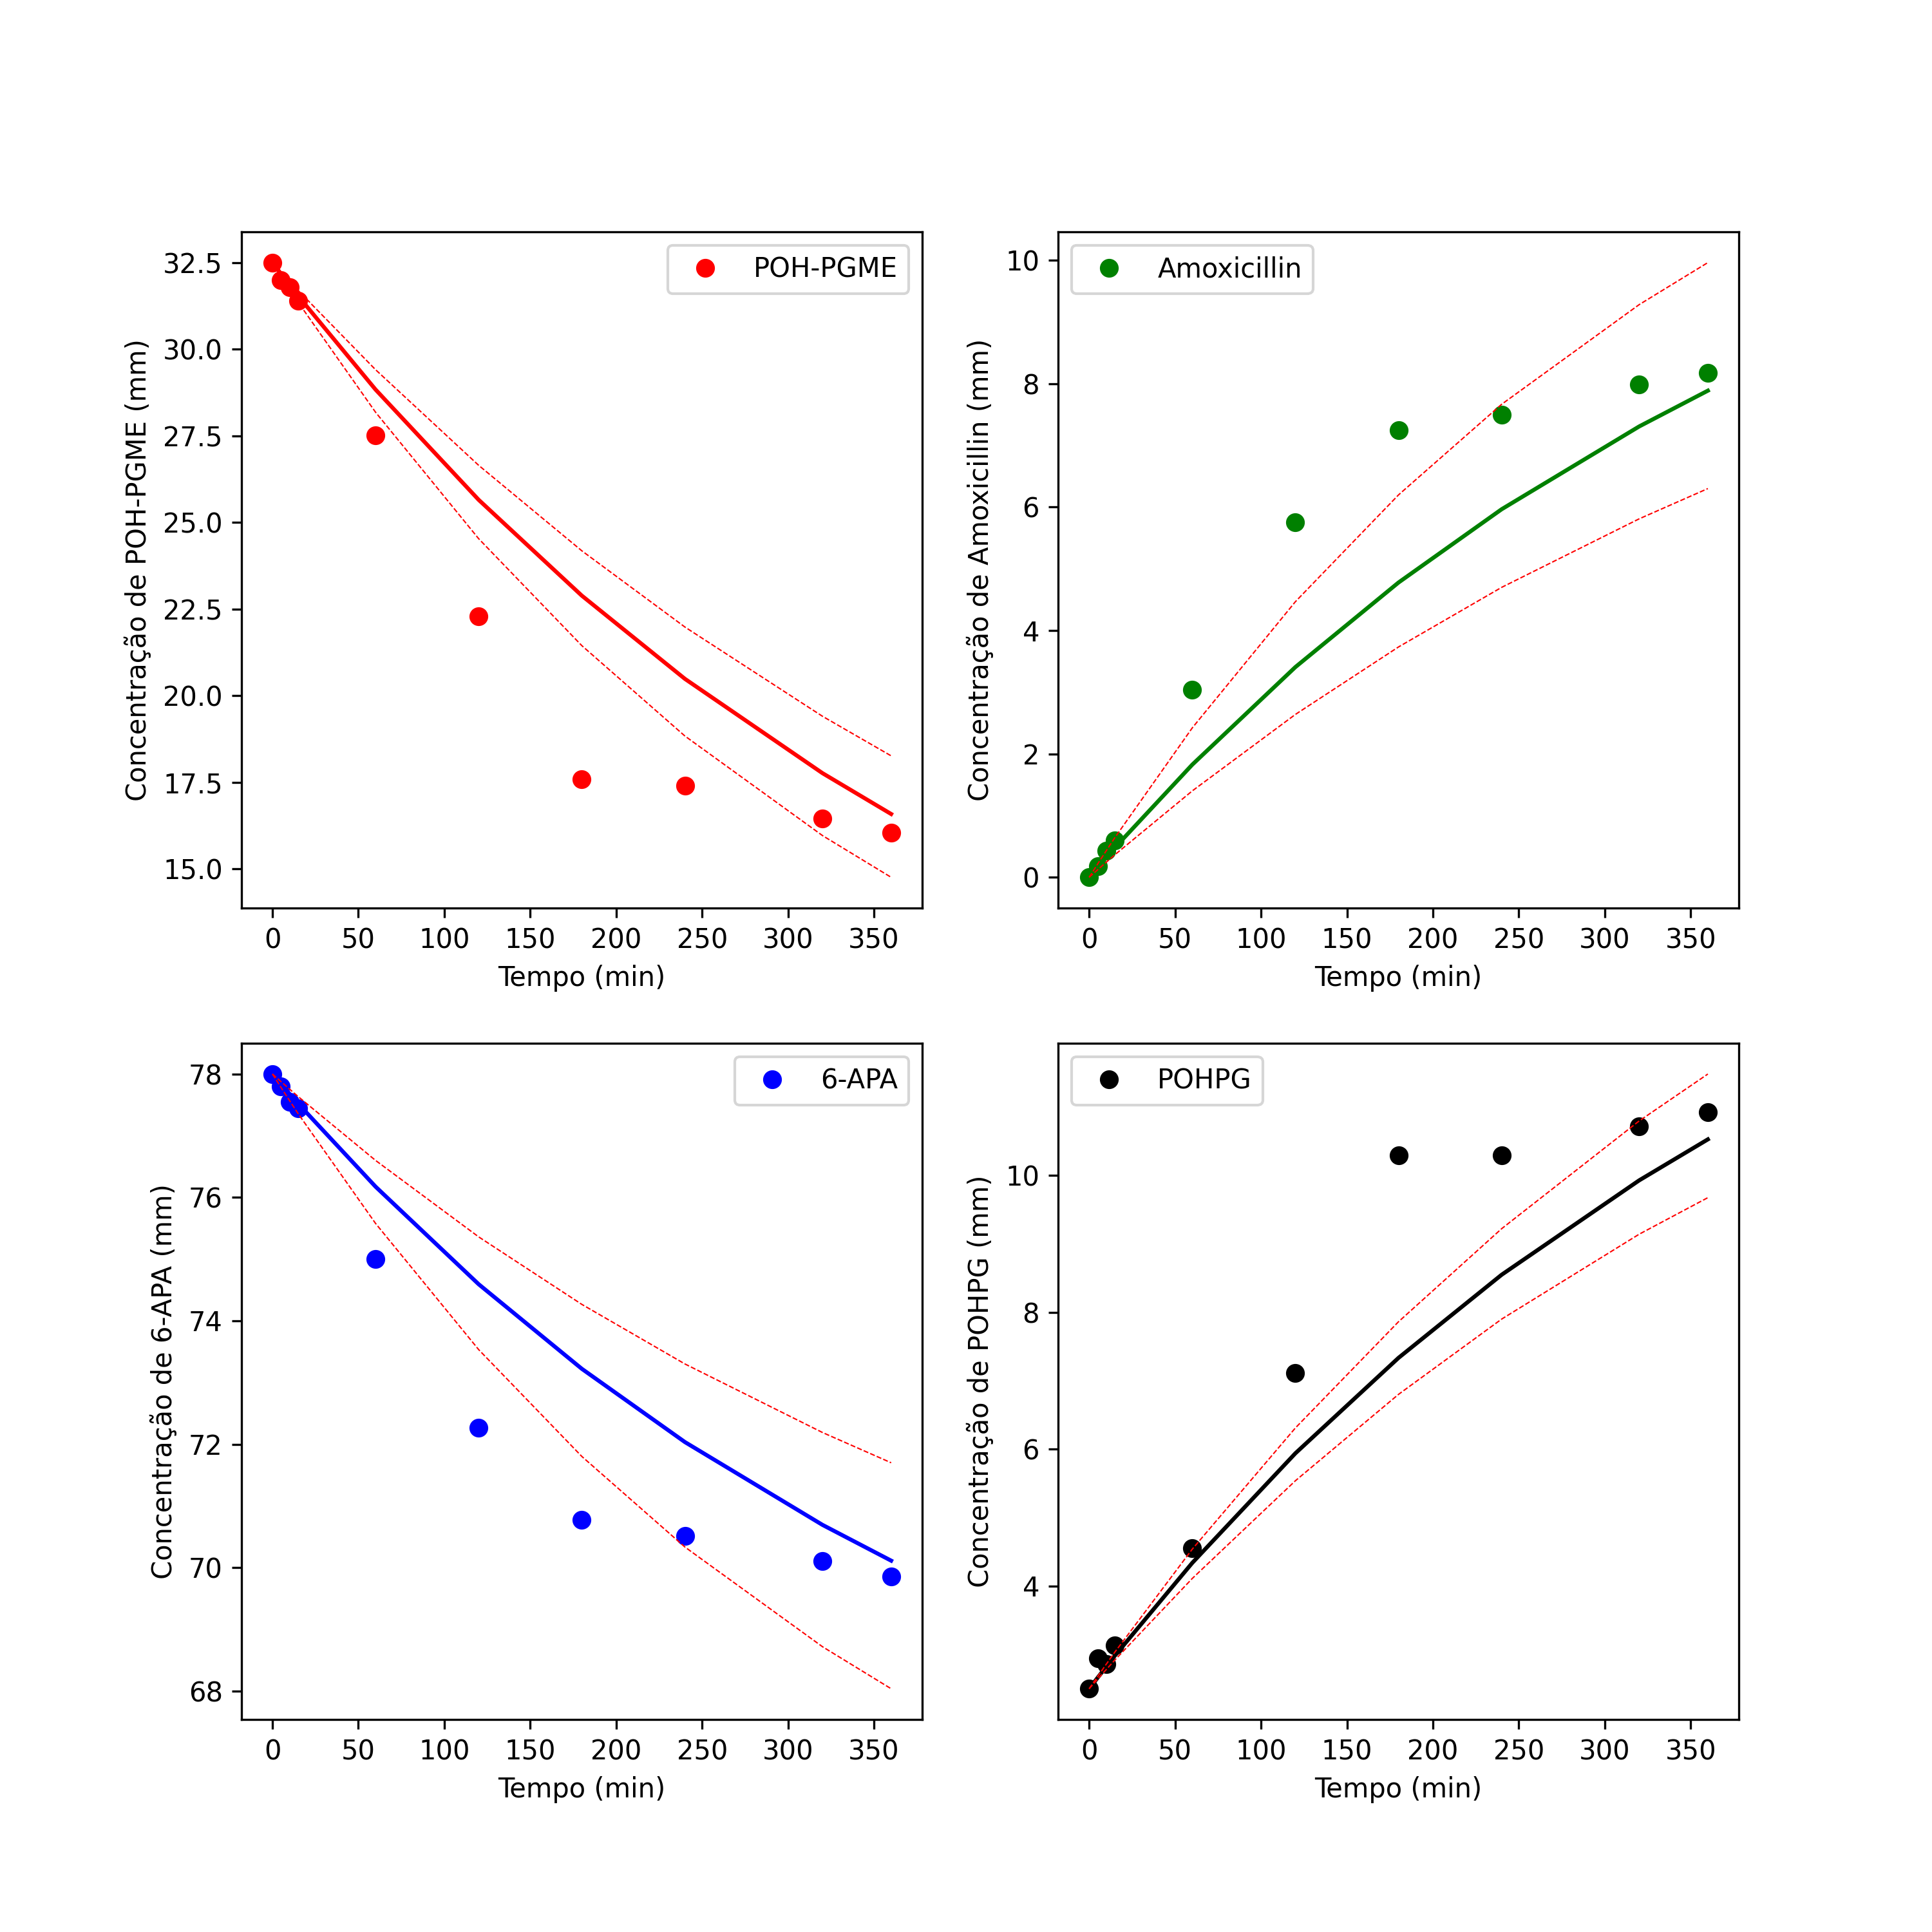 POH-PGME
Concentração de POH-PGME (mm)
32.5
30.0
27.5
25.0
22.5
20.0
17.5
15.0
0 50 100 150 200 250 300 350
Tempo (min)
Amoxicillin
Concentração de Amoxicillin (mm)
10
8
6
4
2
0
0 50 100 150 200 250 300 350
Tempo (min)
6-APA
Concentração de 6-APA (mm)
78
76
74
72
70
68
0 50 100 150 200 250 300 350
Tempo (min)
POHPG
Concentração de POHPG (mm)
10
8
6
4
0 50 100 150 200 250 300 350
Tempo (min)